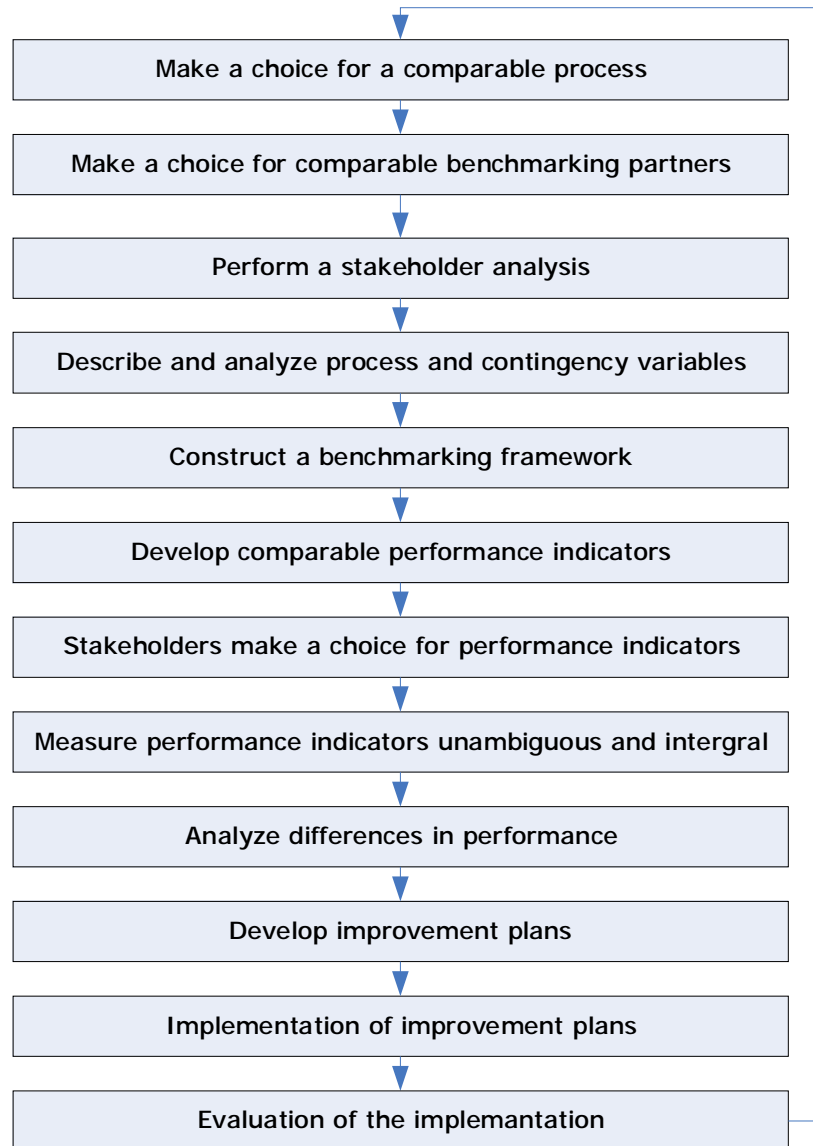 Make a choice for a comparable process
Make a choice for comparable benchmarking partners
Perform a stakeholder analysis
Describe and analyze process and contingency variables
Construct a benchmarking framework
Develop comparable performance indicators
Stakeholders make a choice for performance indicators
Measure performance indicators unambiguous and intergral
Analyze differences in performance
Develop improvement plans
Implementation of improvement plans
Evaluation of the implemantation